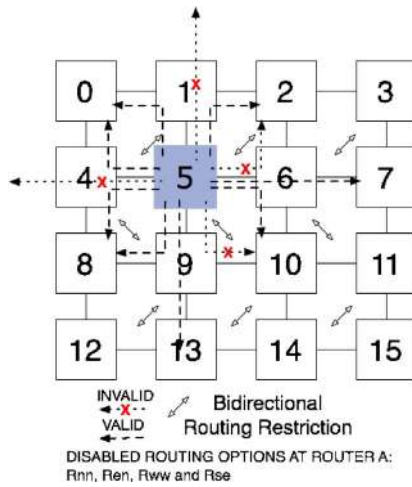 0 1 2 3
4 5 6 7
8 9 10 11
12 13 14 15
INVALID
Bidirectional
VALID
Routing Restriction
DISABLED ROUTING OPTIONS AT ROUTER A:
Rnn, Ren, Rww and Rse